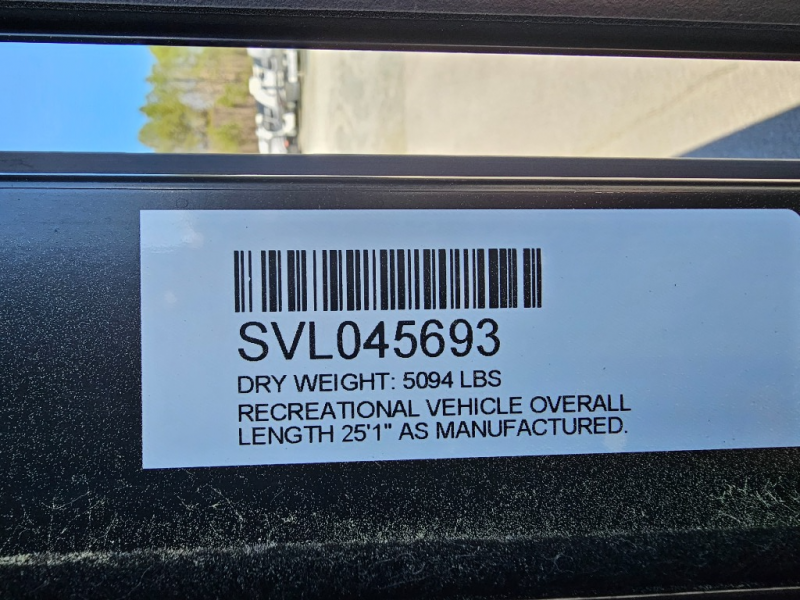 SVL045693
DRY WEIGHT: 5094 LBS
RECREATIONAL VEHICLE OVERALL
LENGTH 25'1" AS MANUFACTURED.